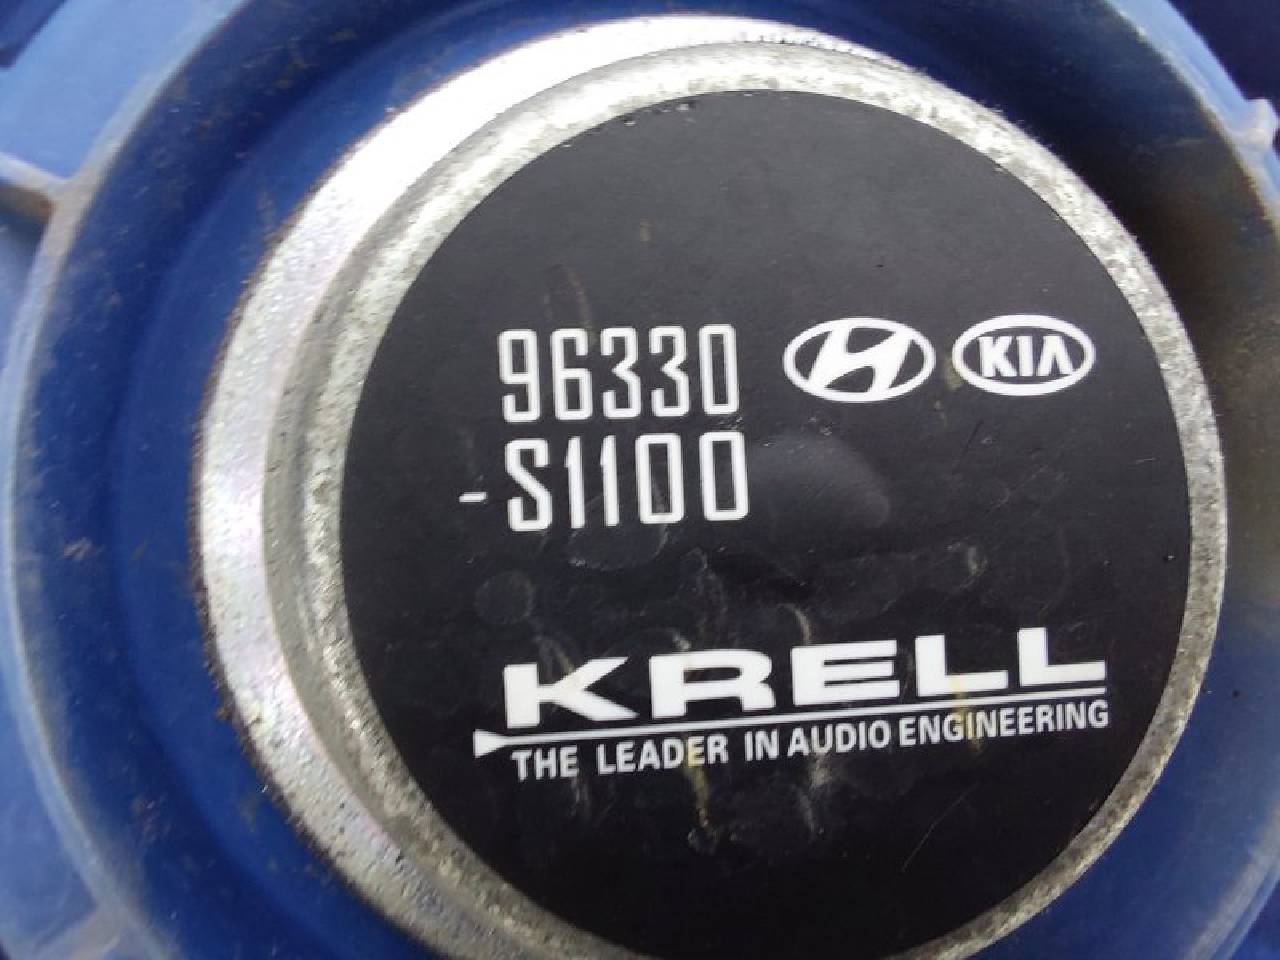 96330
-S1100
KIA
KRELL
THE LEADER IN AUDIO ENGINEERING